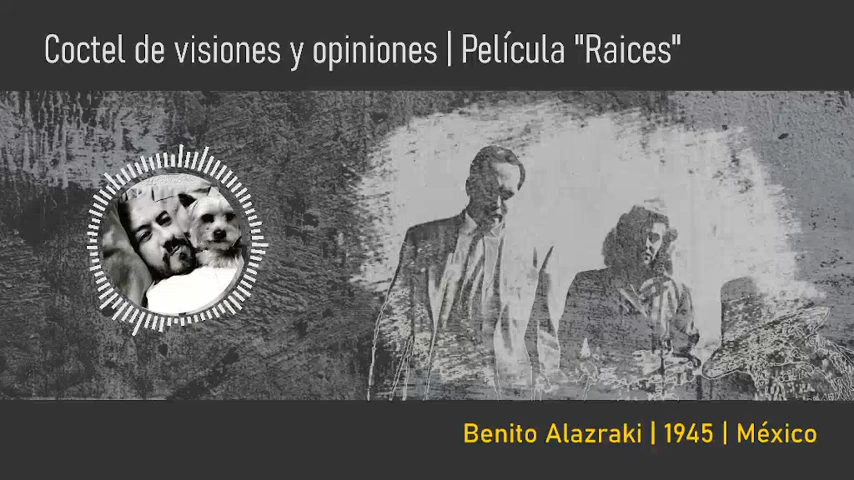 Coctel de visiones y opiniones | Película "Raices"
Benito Alazraki | 1945 | México